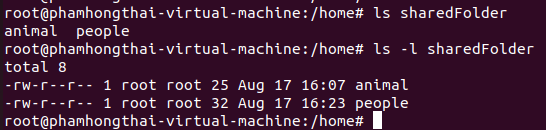 root@phamhongthai-virtual-machine:/home# ls sharedFolder
animal  people
root@phamhongthai-virtual-machine:/home# ls -l sharedFolder
total 8
-rw-r--r-- 1 root root 25 Aug 17 16:07 animal
-rw-r--r-- 1 root root 32 Aug 17 16:23 people
root@phamhongthai-virtual-machine:/home#